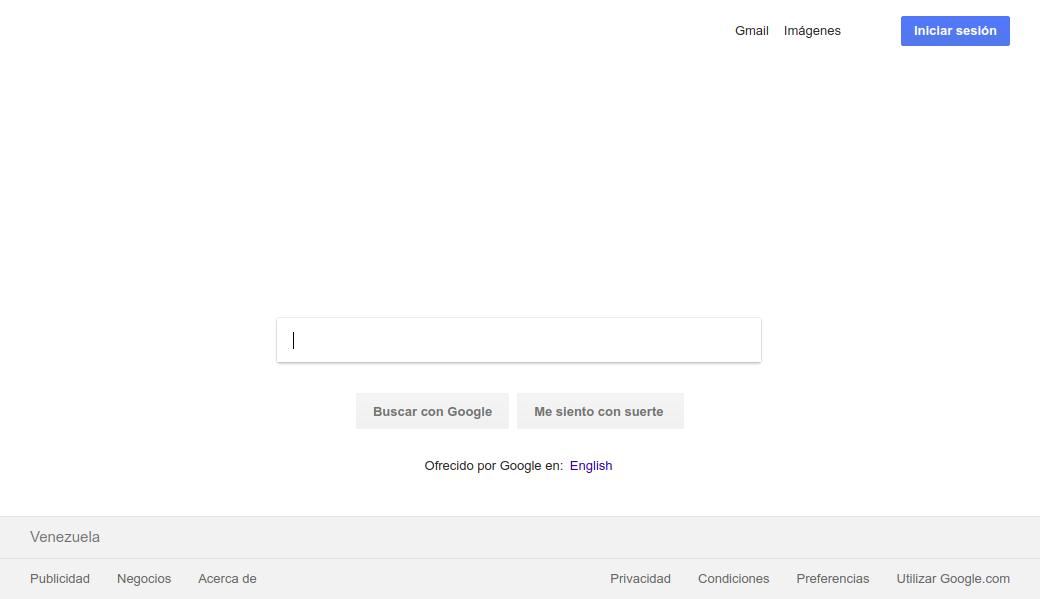 Gmail Imágenes Iniciar sesión
Buscar con Google Me siento con suerte
Ofrecido por Google en: English
Venezuela
Publicidad Negocios Acerca de Privacidad Condiciones Preferencias Utilizar Google.com